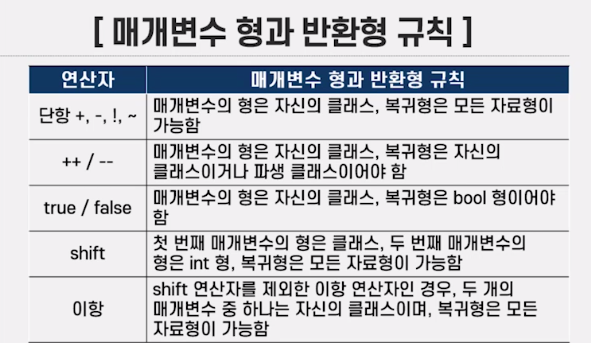 [ 매개변수 형과 반환형 규칙 ]
연산자 매개변수 형과 반환형 규칙
단항 +, -, !, ~ 매개변수의 형은 자신의 클래스, 복귀형은 모든 자료형이
가능함
++ / -- 매개변수의 형은 자신의 클래스, 복귀형은 자신의
클래스이거나 파생 클래스이어야 함
true / false 매개변수의 형은 자신의 클래스, 복귀형은 bool 형이어야
함
shift 첫 번째 매개변수의 형은 클래스, 두 번째 매개변수의
형은 int 형, 복귀형은 모든 자료형이 가능함
이항 shift 연산자를 제외한 이항 연산자인 경우, 두 개의
매개변수 중 하나는 자신의 클래스이며, 복귀형은 모든
자료형이 가능함